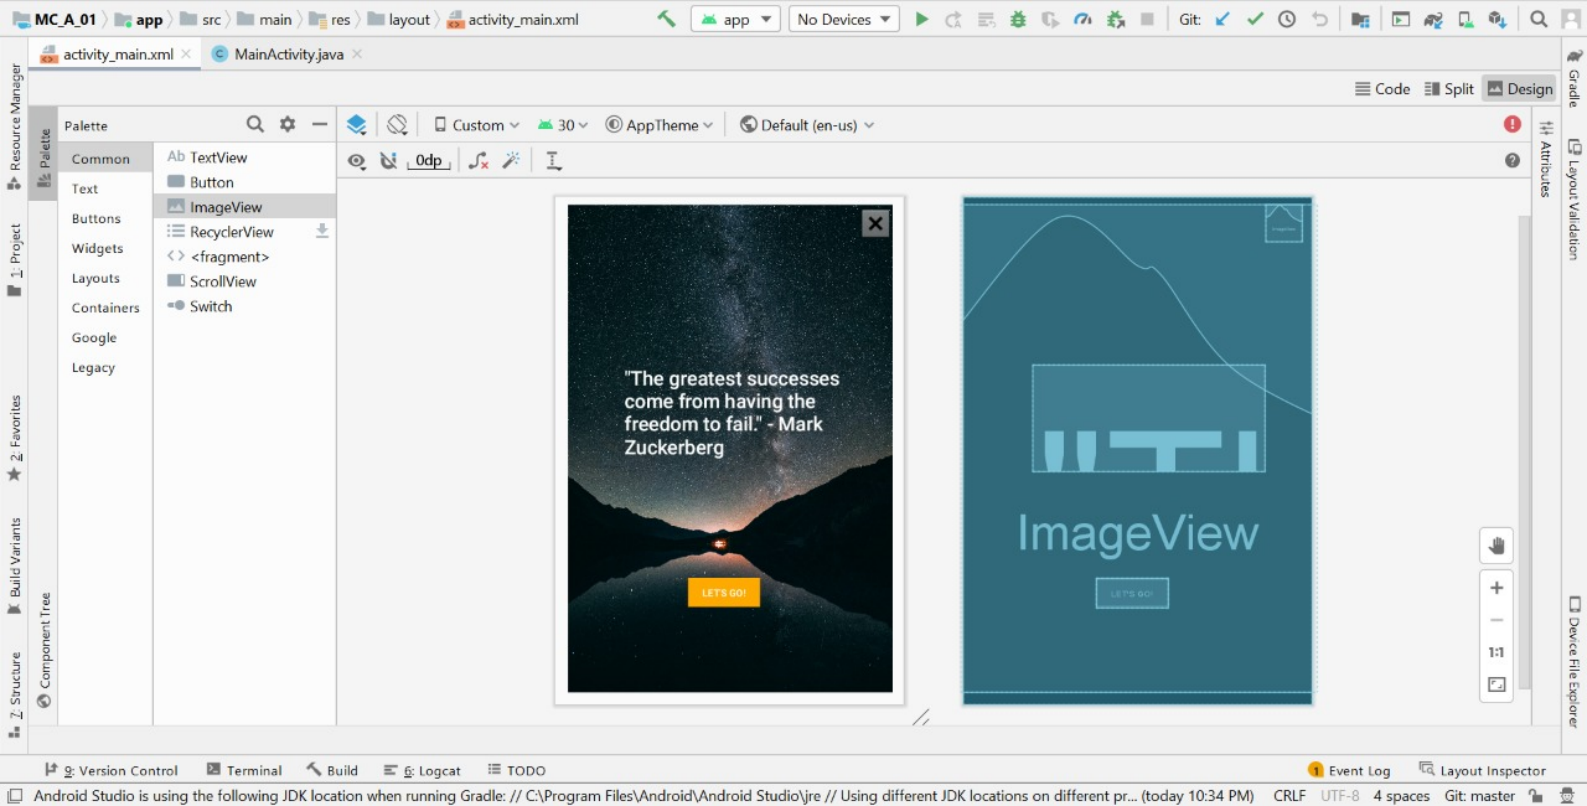 MC_A_01 app src main res layout activity_main.xml app No Devices Git:
activity_main.xml MainActivity.java
Code Split Design
Palette Custom 30 AppTheme Default (en-us)
0dp
Common
Text
Buttons
Widgets
Layouts
Containers
Google
Legacy
Ab TextView
Button
ImageView
RecyclerView
<fragment>
ScrollView
Switch
"The greatest successes
come from having the
freedom to fail." - Mark
Zuckerberg
LET'S GO!
ImageView
ImageView
LET'S GO!
1:1
Resource Manager
1: Project
2: Favorites
Build Variants
7: Structure
Palette
Component Tree
Attributes
Gradle
Layout Validation
Device File Explorer
9: Version Control Terminal Build 6: Logcat TODO 1 Event Log Layout Inspector
Android Studio is using the following JDK location when running Gradle: // C:\Program Files\Android\Android Studio\jre // Using different JDK locations on different pr... (today 10:34 PM) CRLF UTF-8 4 spaces Git: master